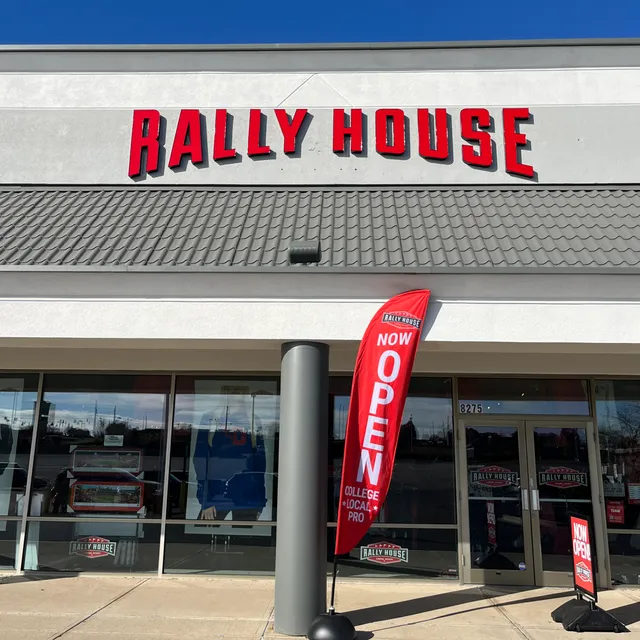 RALLY HOUSE
RALLY HOUSE
NOW
OPEN
COLLEGE
LOCAL
PRO
8275
RALLY HOUSE
RALLY HOUSE
RALLY HOUSE
RALLY HOUSE
NOW
OPEN!